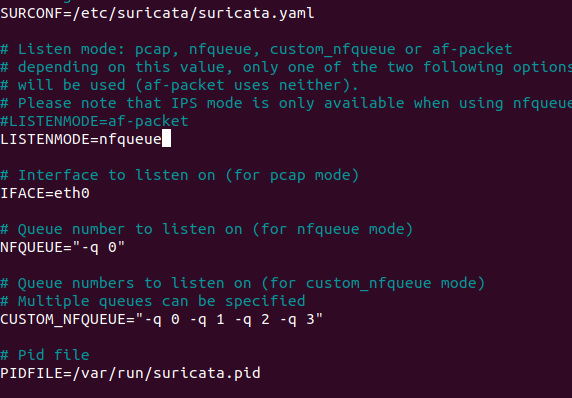 SURCONF=/etc/suricata/suricata.yaml
# Listen mode: pcap, nfqueue, custom_nfqueue or af-packet
# depending on this value, only one of the two following options
# will be used (af-packet uses neither).
# Please note that IPS mode is only available when using nfqueue
#LISTENMODE=af-packet
LISTENMODE=nfqueue
# Interface to listen on (for pcap mode)
IFACE=eth0
# Queue number to listen on (for nfqueue mode)
NFQUEUE="-q 0"
# Queue numbers to listen on (for custom_nfqueue mode)
# Multiple queues can be specified
CUSTOM_NFQUEUE="-q 0 -q 1 -q 2 -q 3"
# Pid file
PIDFILE=/var/run/suricata.pid